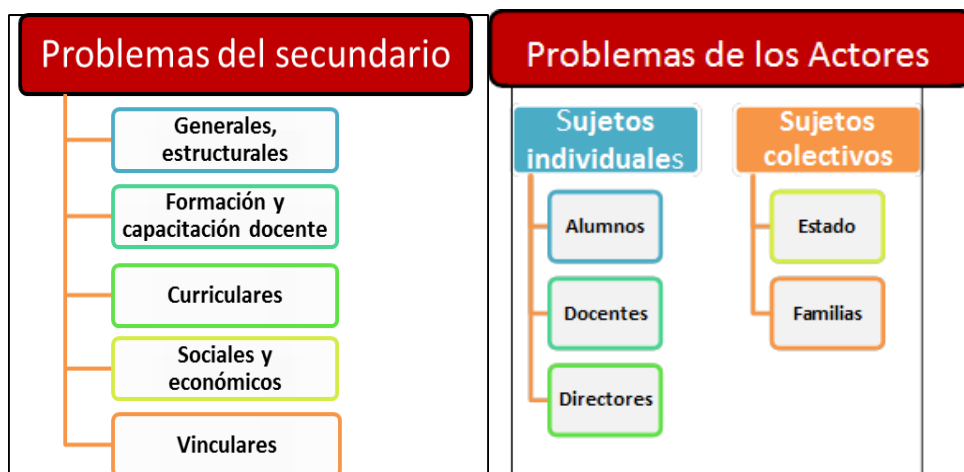 Problemas del secundario
Generales,
estructurales
Formación y
capacitación docente
Curriculares
Sociales y
económicos
Vinculares
Problemas de los Actores
Sujetos
individuales
Alumnos
Docentes
Directores
Sujetos
colectivos
Estado
Familias